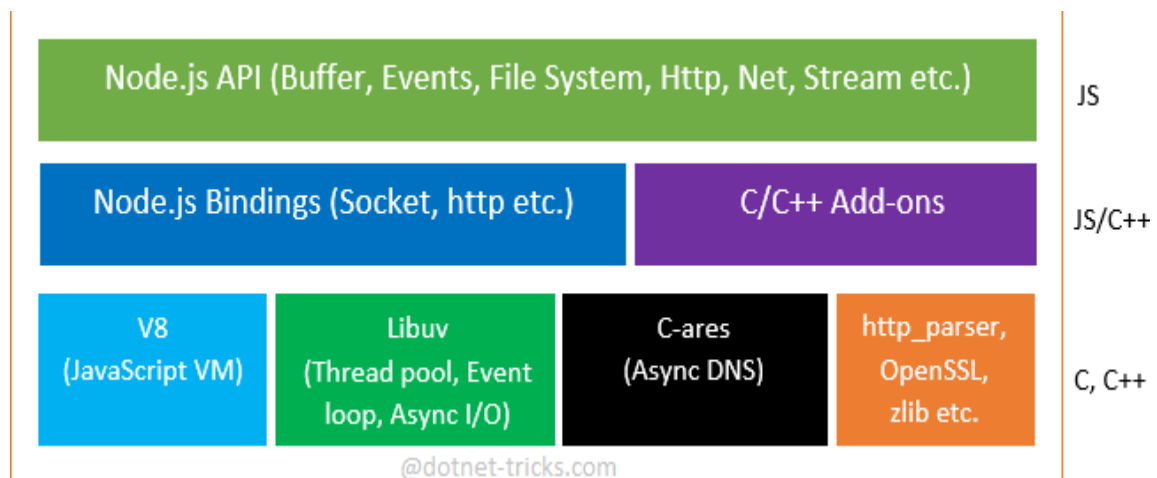 Node.js API (Buffer, Events, File System, Http, Net, Stream etc.)
JS
Node.js Bindings (Socket, http etc.)
C/C++ Add-ons
JS/C++
V8
(JavaScript VM)
Libuv
(Thread pool, Event
loop, Async I/O)
C-ares
(Async DNS)
http_parser,
OpenSSL,
zlib etc.
C, C++
@dotnet-tricks.com